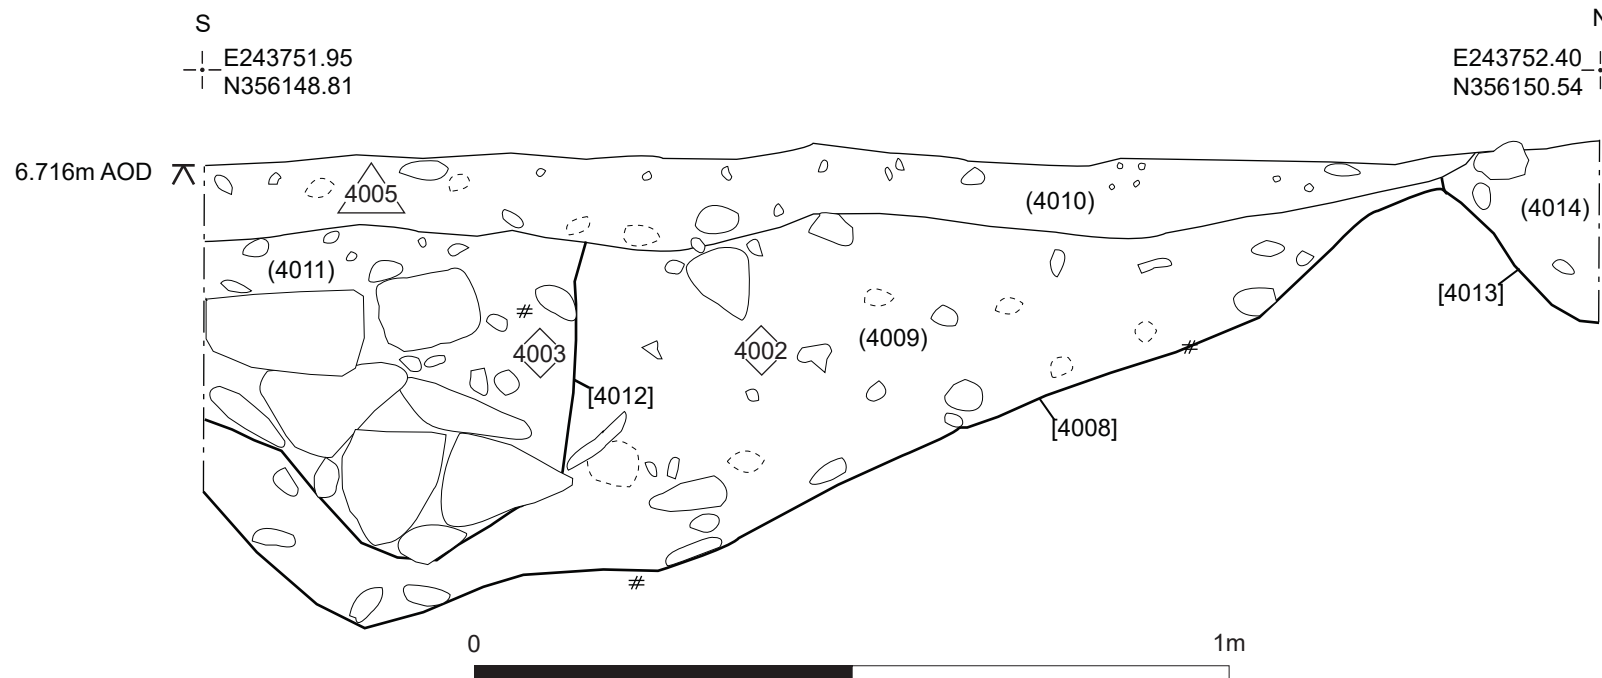 S
N
E243751.95
N356148.81
E243752.40
N356150.54
6.716m AOD
4005
(4010)
(4014)
(4011)
[4013]
4003
4002
(4009)
[4012]
[4008]
0
1m